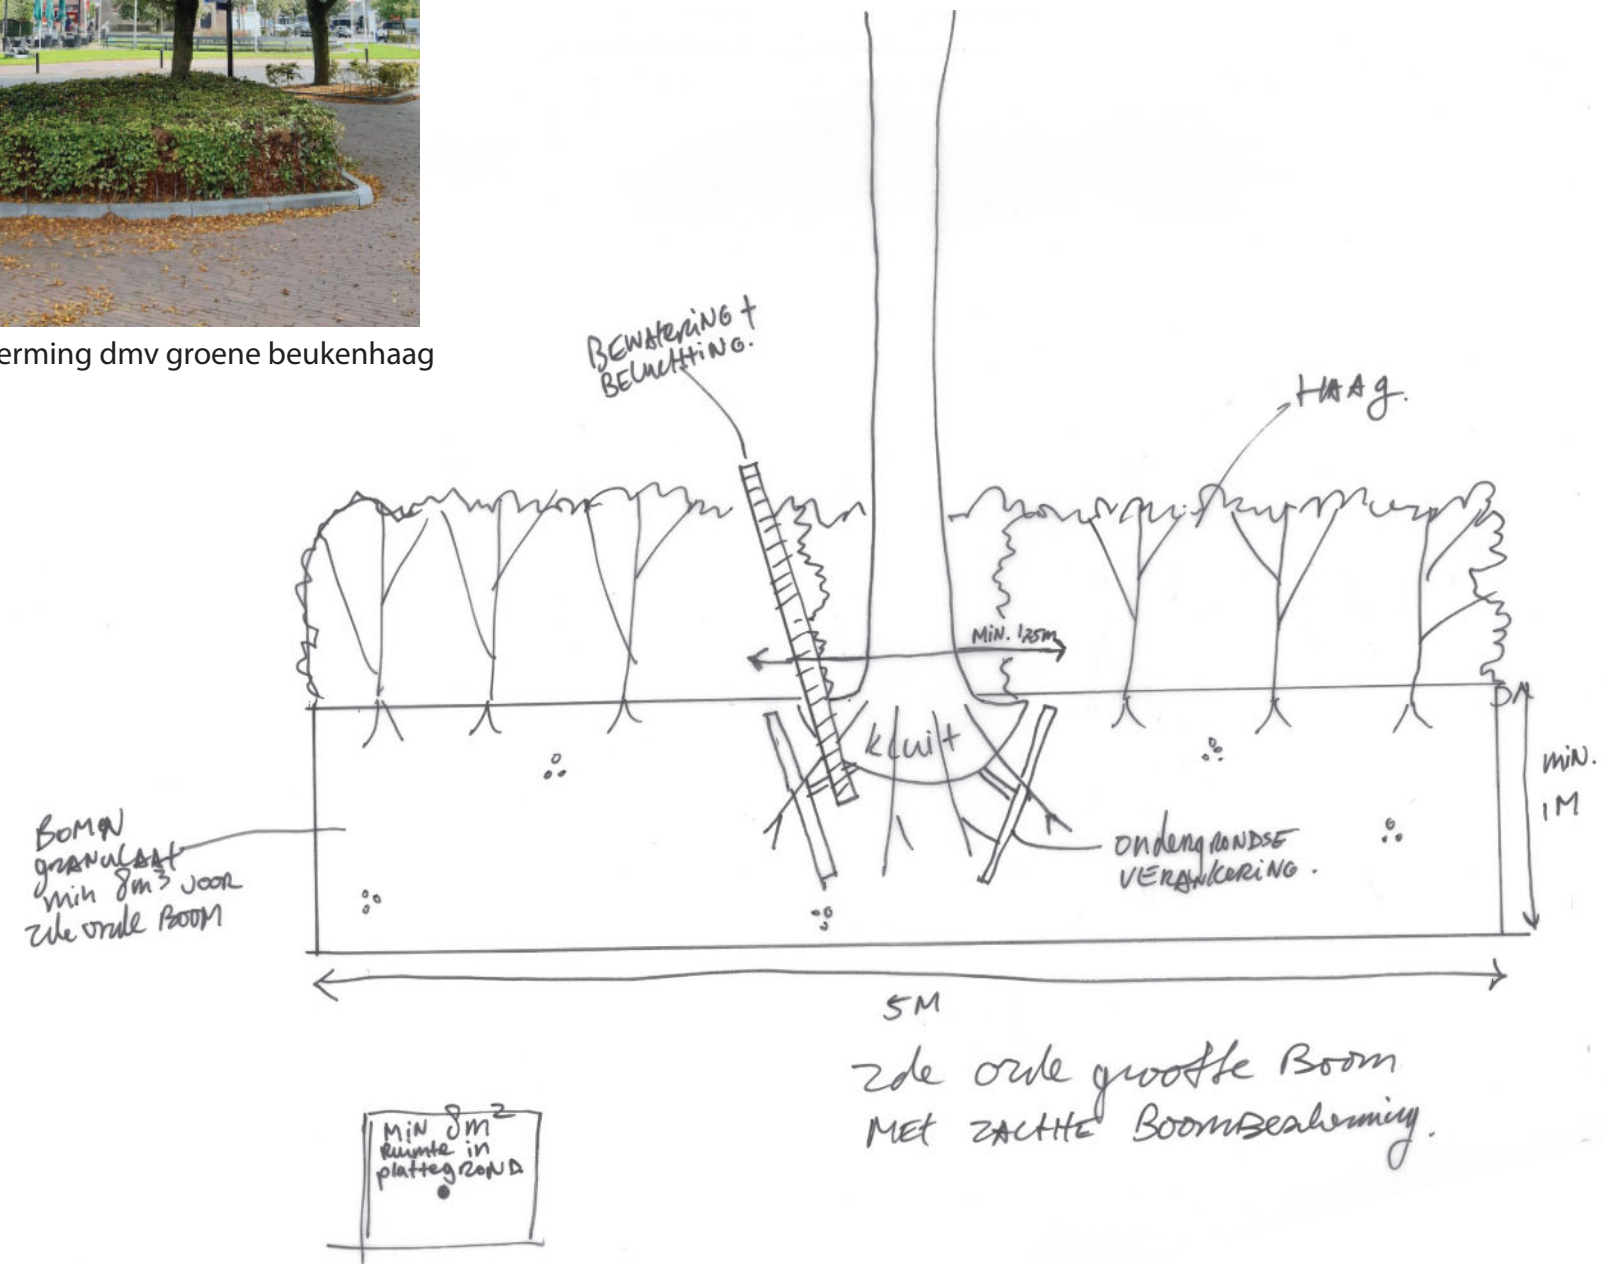 erming dmv groene beukenhaag
BEWATERING +
BELUCHTING.
HAAG.
MIN. 1,25m
kluit
MIN.
1M
BOMEN
GRANULAAT
min 8m³ voor
2de orde BOOM
ondergRONDSE
VERANKERING.
5M
2de orde grootte Boom
MET ZACHTE BoomBescherming.
MIN 8m²
Ruimte in
plattegROND